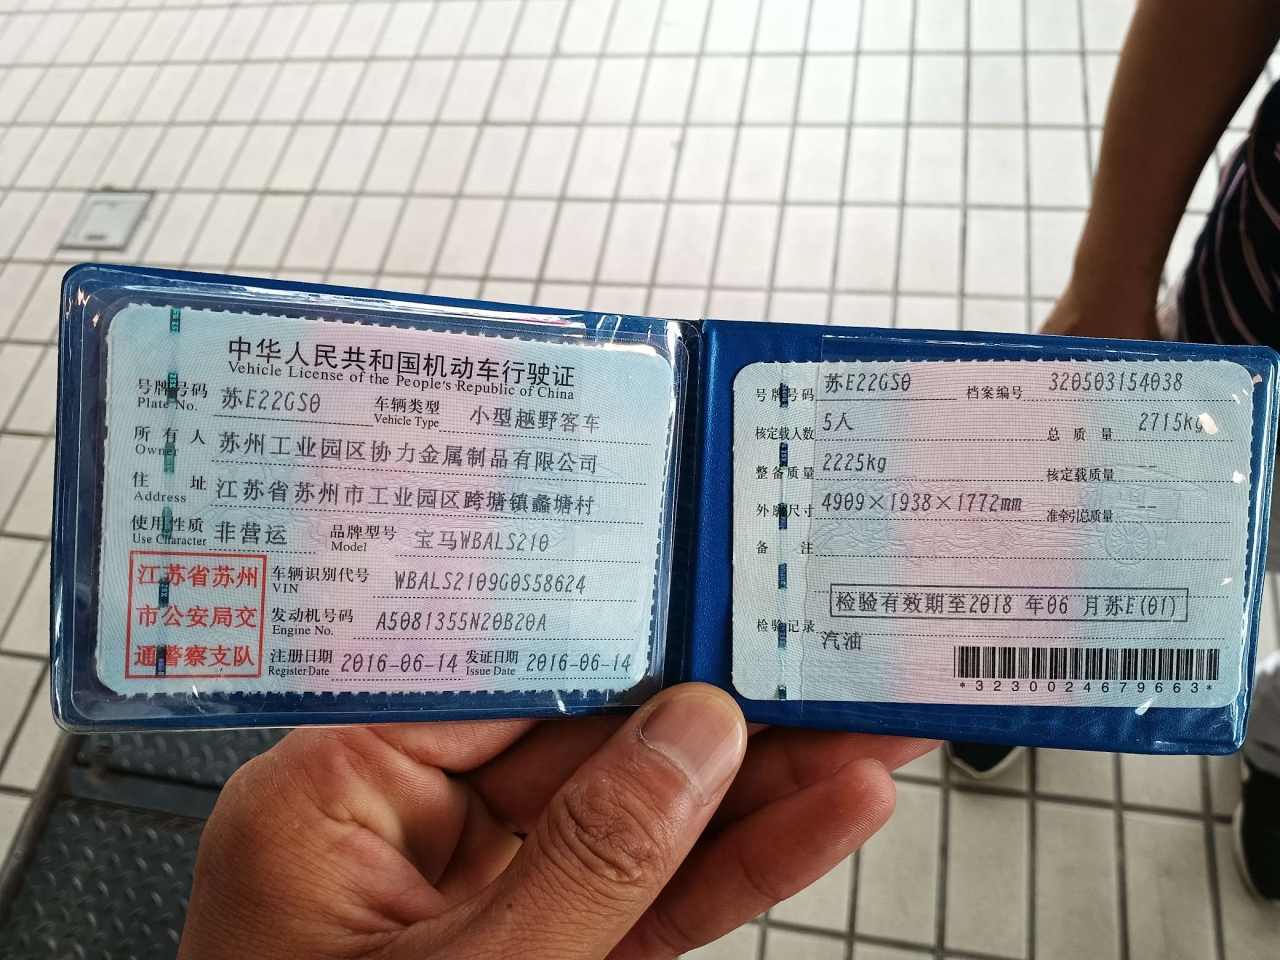 中华人民共和国机动车行驶证
Vehicle License of the People's Republic of China
号牌号码 苏E22GS0 车辆类型 小型越野客车
Plate No. Vehicle Type
所有人 苏州工业园区协力金属制品有限公司
Owner
住址 江苏省苏州市工业园区跨塘镇蠡塘村
Address
使用性质 非营运 品牌型号 宝马WBALS210
Use Character Model
江苏省苏州
市公安局交
通警察支队
车辆识别代号 WBALS2109G0S58624
VIN
发动机号码 A5081355N20B20A
Engine No.
注册日期 2016-06-14 发证日期 2016-06-14
Register Date Issue Date
号牌号码 苏E22GS0 档案编号 320503154038
核定载人数 5人 总质量 2715kg
整备质量 2225kg 核定载质量 --
外廓尺寸 4909×1938×1772mm 准牵引总质量 --
备注
检验有效期至2018 年06 月苏E(01)
检验记录 汽油
*3230024679663*